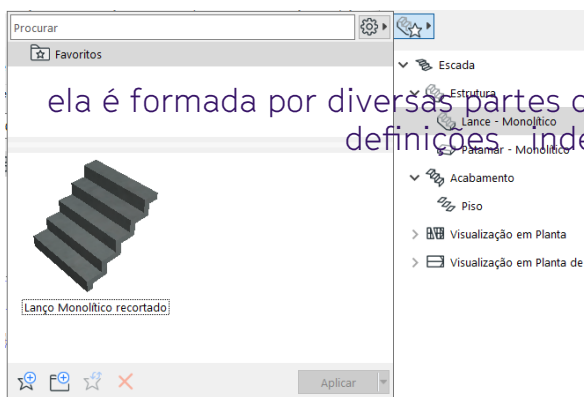 Procurar
Favoritos
Escada
Estrutura
ela é formada por diversas partes
Lance - Monolítico
definições
Patamar - Monolítico
Acabamento
Piso
Visualização em Planta
Visualização em Planta de
Lanço Monolítico recortado
Aplicar